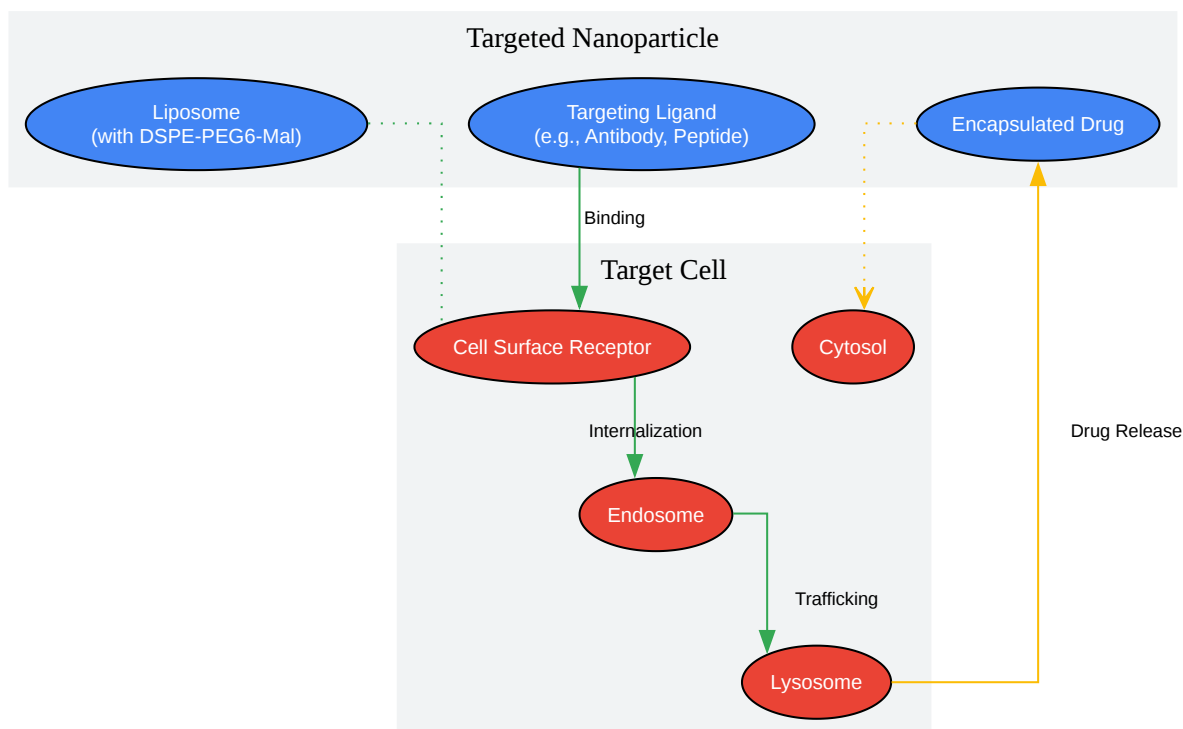 Targeted Nanoparticle
Liposome
(with DSPE-PEG6-Mal)
Targeting Ligand
(e.g., Antibody, Peptide)
Encapsulated Drug
Binding
Target Cell
Cell Surface Receptor
Cytosol
Internalization
Drug Release
Endosome
Trafficking
Lysosome